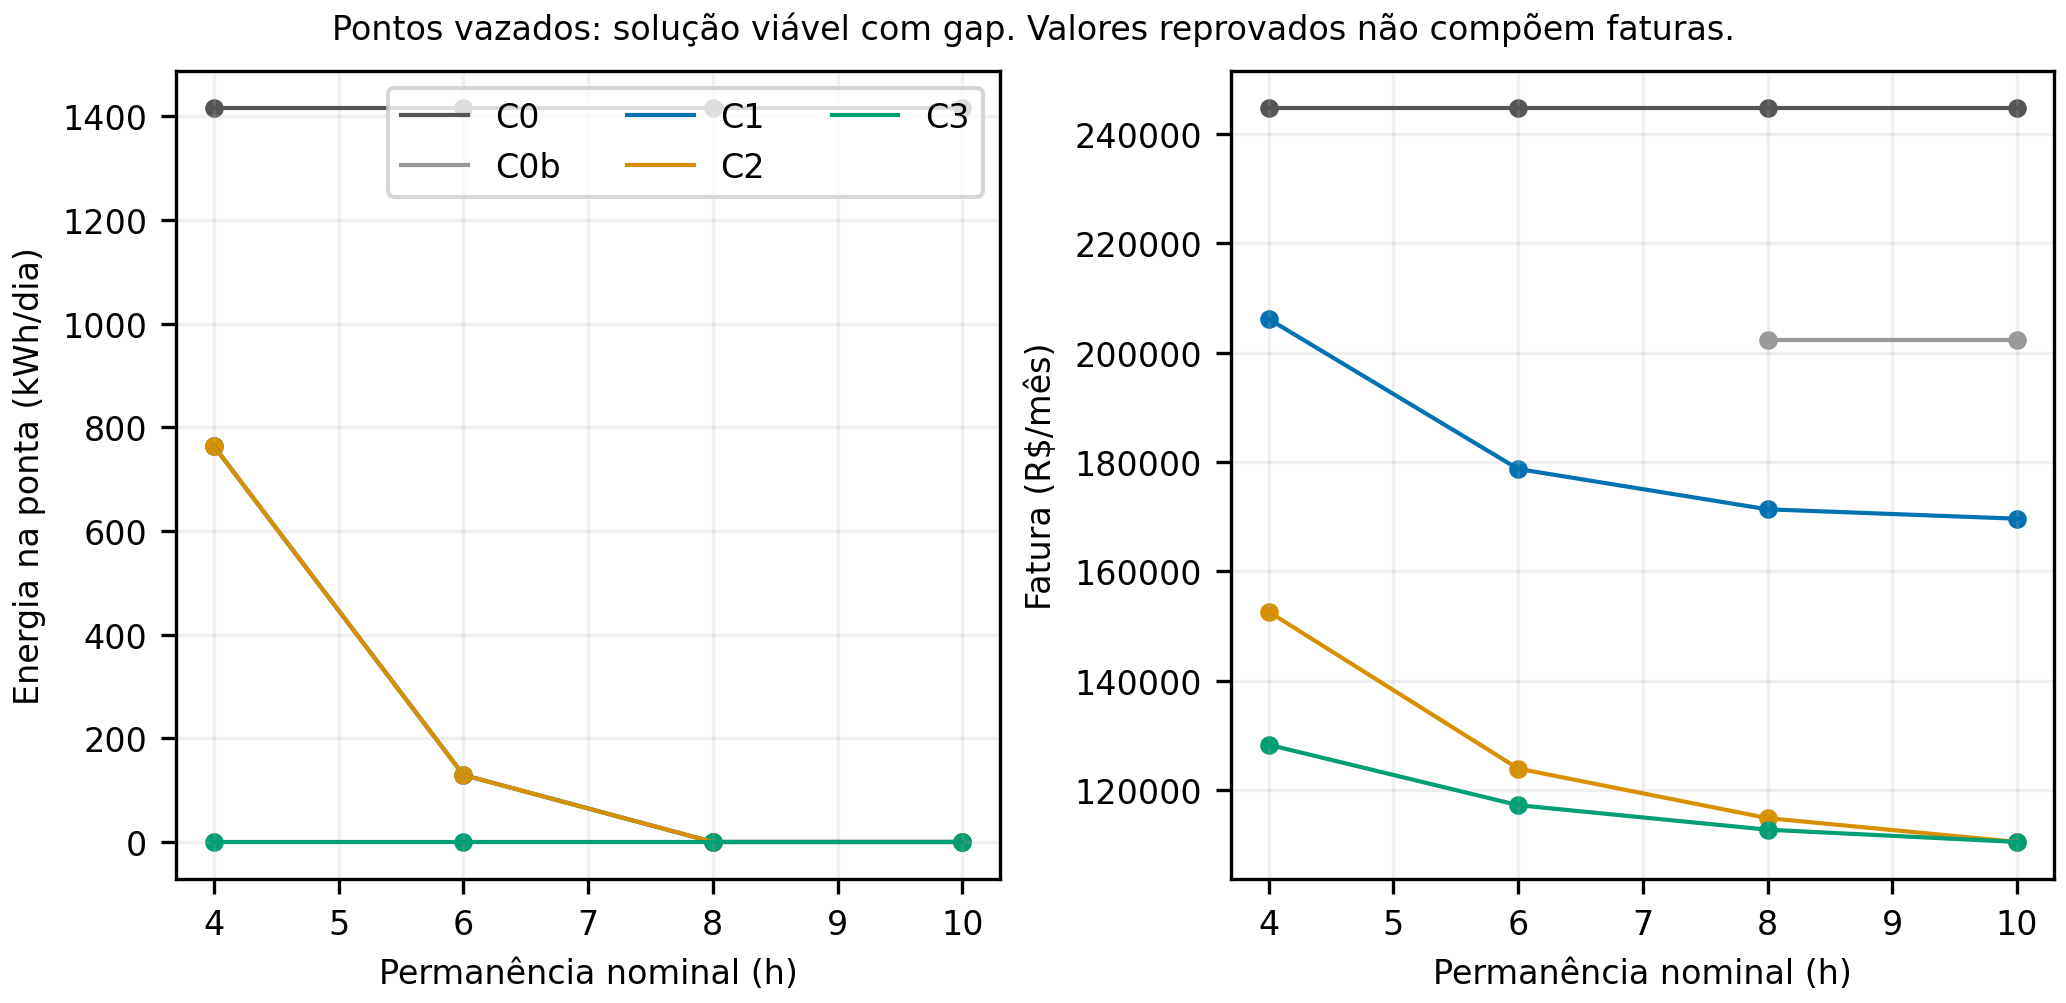 Pontos vazados: solução viável com gap. Valores reprovados não compõem faturas.
Energia na ponta (kWh/dia)
1400
1200
1000
800
600
400
200
0
C0
C0b
C1
C2
C3
4 5 6 7 8 9 10
Permanência nominal (h)
Fatura (R$/mês)
240000
220000
200000
180000
160000
140000
120000
4 5 6 7 8 9 10
Permanência nominal (h)